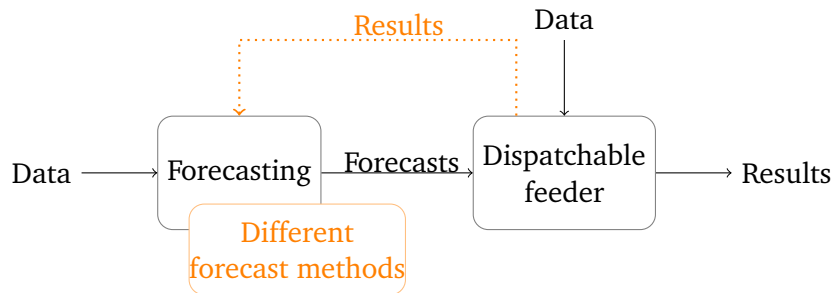 Results
Data
Data
Forecasting
Forecasts
Dispatchable
feeder
Results
Different
forecast methods